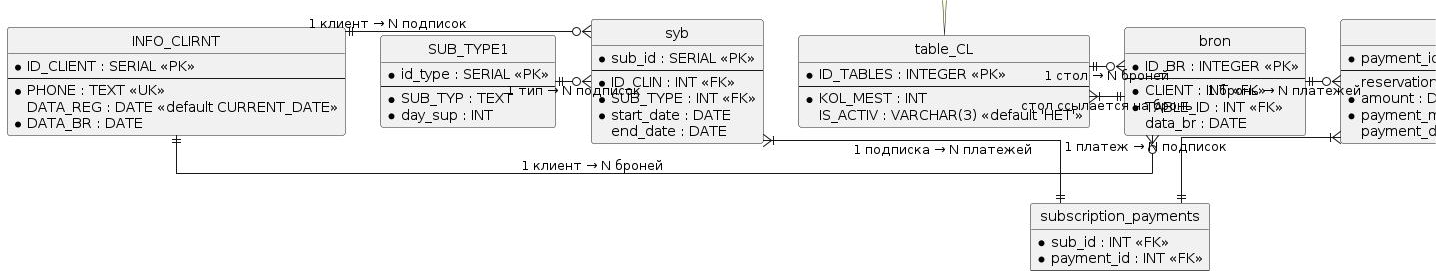 1 клиент → N подписок
INFO_CLIRNT
ID_CLIENT : SERIAL «PK»
PHONE : TEXT «UK»
DATA_REG : DATE «default CURRENT_DATE»
DATA_BR : DATE
SUB_TYPE1
id_type : SERIAL «PK»
SUB_TYP : TEXT
day_sup : INT
1 тип → N подписок
syb
sub_id : SERIAL «PK»
ID_CLIN : INT «FK»
SUB_TYPE : INT «FK»
start_date : DATE
end_date : DATE
table_CL
ID_TABLES : INTEGER «PK»
KOL_MEST : INT
IS_ACTIV : VARCHAR(3) «default 'НЕТ'»
1 стол → N броней
стол ссылается на бронь
bron
ID_BR : INTEGER «PK»
CLIENT : INT «FK»
TABLE_ID : INT «FK»
data_br : DATE
1 бронь → N платежей
payment_id
reservation
amount : D
payment_m
payment_d
1 подписка → N платежей
1 платеж → N подписок
1 клиент → N броней
subscription_payments
sub_id : INT «FK»
payment_id : INT «FK»